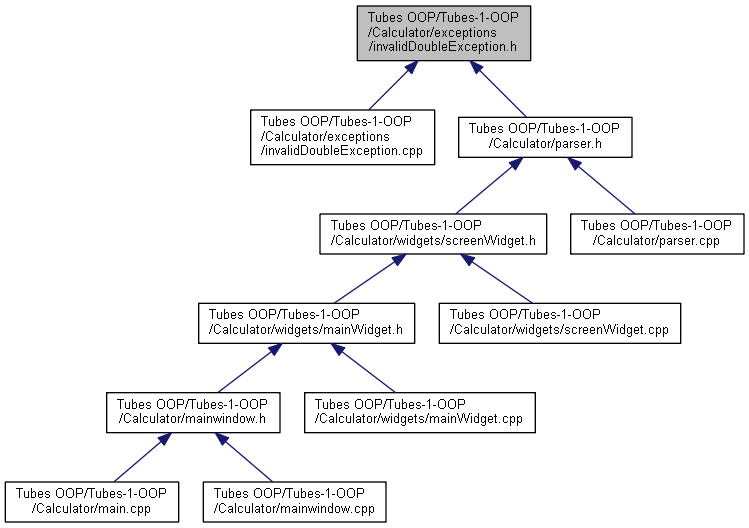 Tubes OOP/Tubes-1-OOP
/Calculator/exceptions
/invalidDoubleException.h
Tubes OOP/Tubes-1-OOP
/Calculator/exceptions
/invalidDoubleException.cpp
Tubes OOP/Tubes-1-OOP
/Calculator/parser.h
Tubes OOP/Tubes-1-OOP
/Calculator/widgets/screenWidget.h
Tubes OOP/Tubes-1-OOP
/Calculator/parser.cpp
Tubes OOP/Tubes-1-OOP
/Calculator/widgets/mainWidget.h
Tubes OOP/Tubes-1-OOP
/Calculator/widgets/screenWidget.cpp
Tubes OOP/Tubes-1-OOP
/Calculator/mainwindow.h
Tubes OOP/Tubes-1-OOP
/Calculator/widgets/mainWidget.cpp
Tubes OOP/Tubes-1-OOP
/Calculator/main.cpp
Tubes OOP/Tubes-1-OOP
/Calculator/mainwindow.cpp